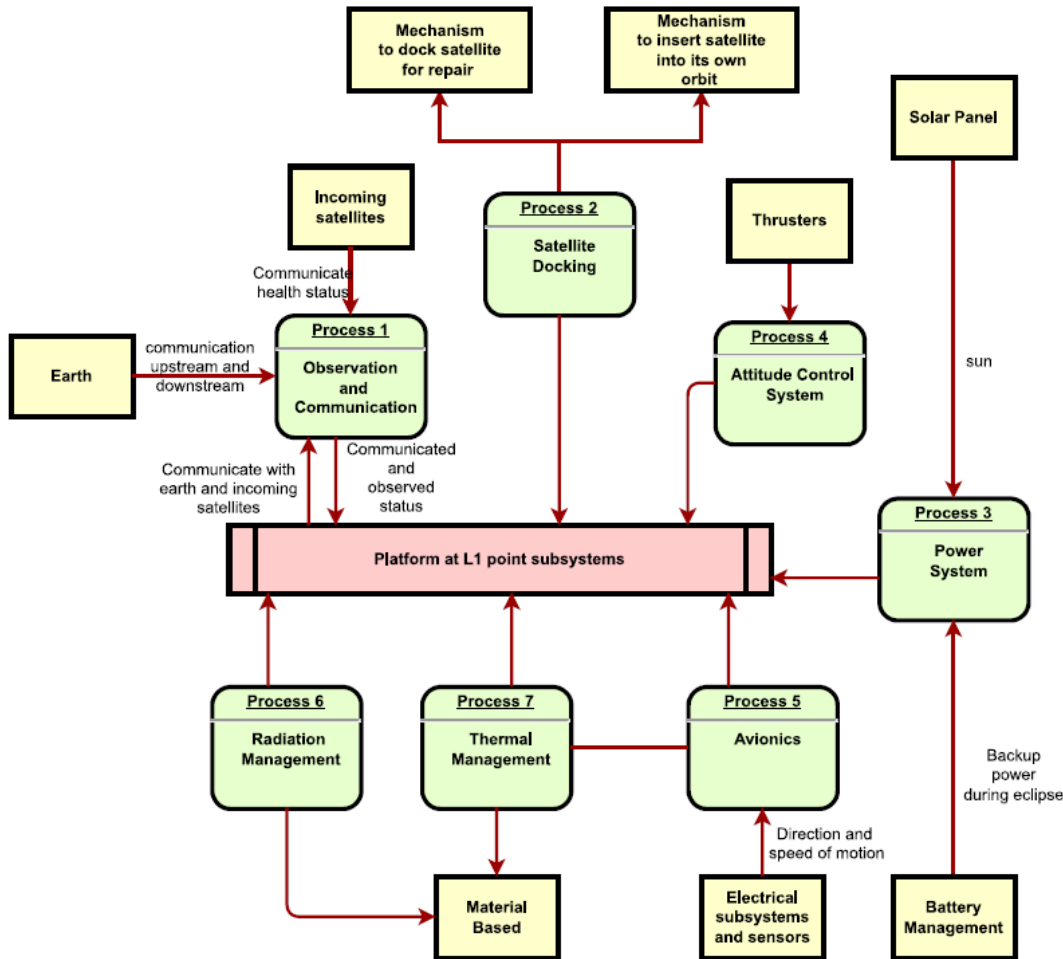 Mechanism
to dock satellite
for repair
Mechanism
to insert satellite
into its own
orbit
Solar Panel
Incoming
satellites
Process 2
Satellite
Docking
Thrusters
Communicate
health status
Process 1
Observation
and
Communication
Earth
communication
upstream and
downstream
Process 4
Attitude Control
System
sun
Communicate with
earth and incoming
satellites
Communicated
and
observed
status
Process 3
Power
System
Platform at L1 point subsystems
Process 6
Radiation
Management
Process 7
Thermal
Management
Process 5
Avionics
Backup
power
during eclipse
Direction and
speed of motion
Material
Based
Electrical
subsystems
and sensors
Battery
Management